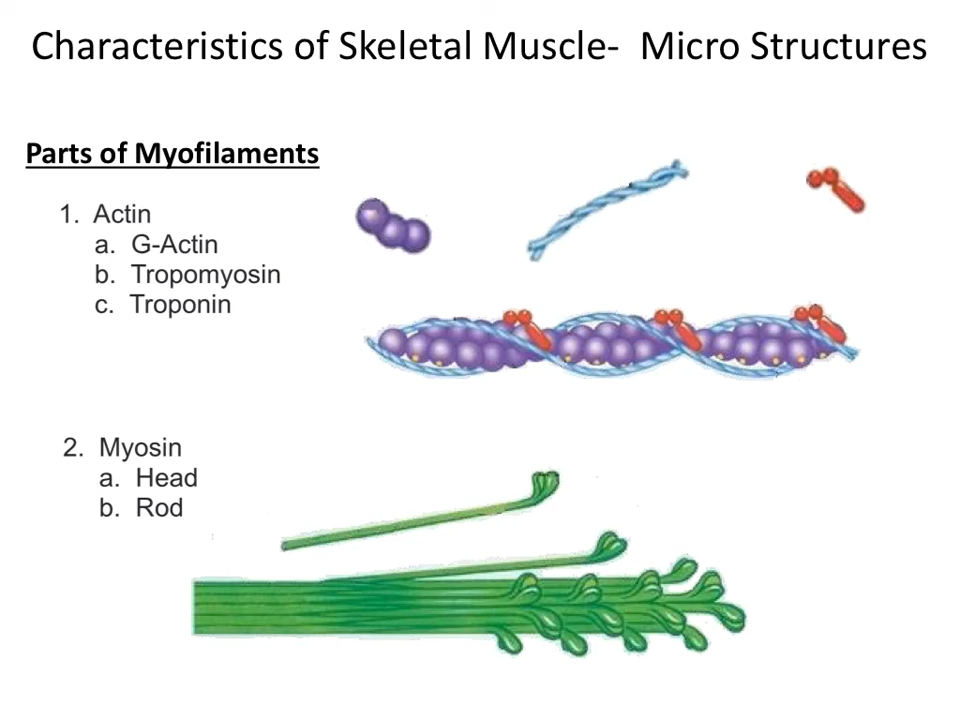 Characteristics of Skeletal Muscle-  Micro Structures
Parts of Myofilaments
1.  Actin
a.  G-Actin
b.  Tropomyosin
c.  Troponin
2.  Myosin
a.  Head
b.  Rod